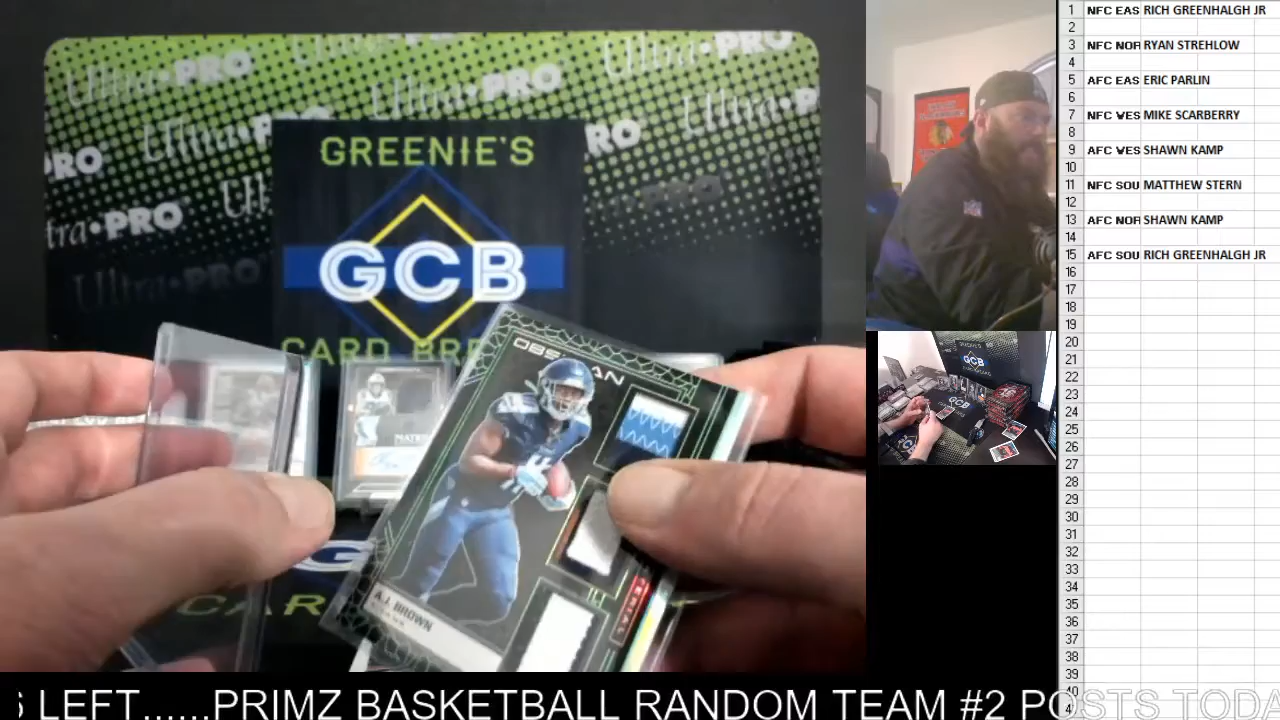 Ultra•PRO
GREENIE'S
GCB
CARD BRE
OBSIDIAN
A.J. BROWN
1 NFC EAS RICH GREENHALGH JR
2
3 NFC NOF RYAN STREHLOW
4
5 AFC EAS ERIC PARLIN
6
7 NFC WES MIKE SCARBERRY
8
9 AFC WES SHAWN KAMP
10
11 NFC SOU MATTHEW STERN
12
13 AFC NOF SHAWN KAMP
14
15 AFC SOU RICH GREENHALGH JR
16
17
18
19
20
21
22
23
24
25
26
27
28
29
30
31
32
33
34
35
36
37
38
39
40
S LEFT......PRIMZ BASKETBALL RANDOM TEAM #2 POSTS TODA